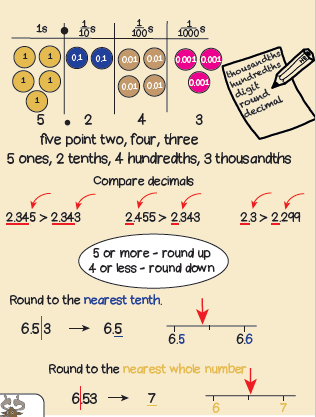 1s • 1/10s 1/100s 1/1000s
1 1 0.1 0.1 0.01 0.01 0.001 0.001
1 1 0.01 0.01 0.001
1
5 • 2 4 3
thousandths
hundredths
digit
round
decimal
five point two, four, three
5 ones, 2 tenths, 4 hundredths, 3 thousandths
Compare decimals
2.345 > 2.343 2.455 > 2.343 2.3 > 2.299
5 or more - round up
4 or less - round down
Round to the nearest tenth.
6.5|3 → 6.5 6.5 6.6
Round to the nearest whole number
6|.53 → 7 6 7